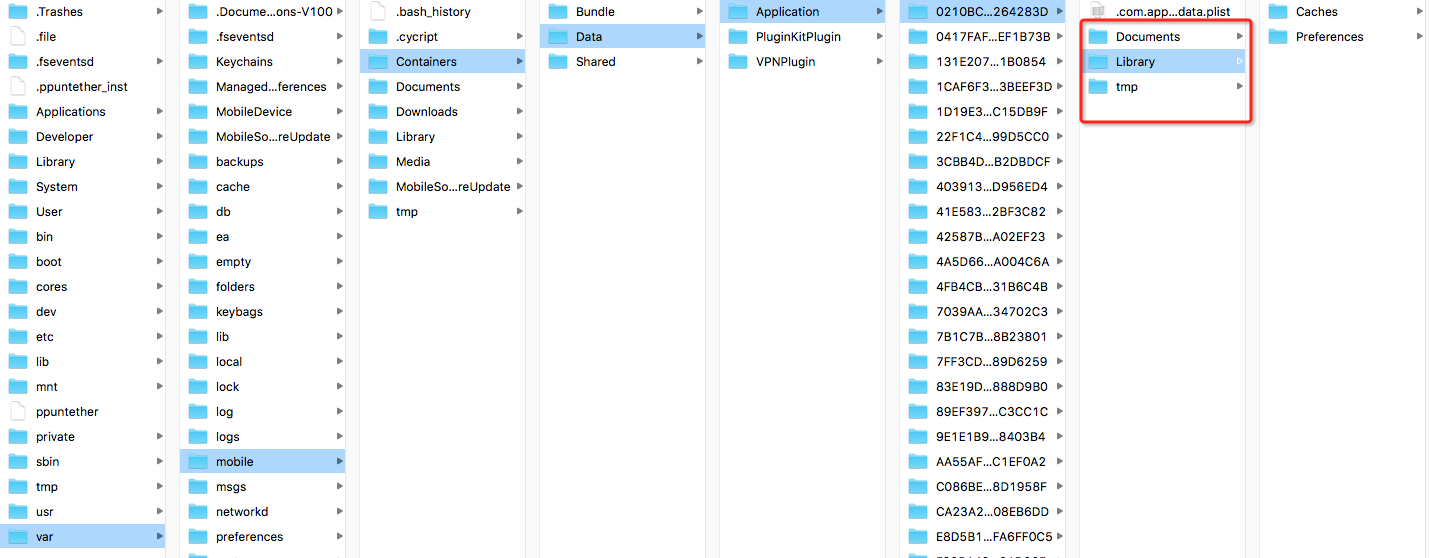 .Trashes
.file
.fseventsd
.ppuntether_inst
Applications
Developer
Library
System
User
bin
boot
cores
dev
etc
lib
mnt
ppuntether
private
sbin
tmp
usr
var
.Docume...ons-V100
.fseventsd
Keychains
Managed...ferences
MobileDevice
MobileSo...reUpdate
backups
cache
db
ea
empty
folders
keybags
lib
local
lock
log
logs
mobile
msgs
networkd
preferences
.bash_history
.cycript
Containers
Documents
Downloads
Library
Media
MobileSo...reUpdate
tmp
Bundle
Data
Shared
Application
PluginKitPlugin
VPNPlugin
0210BC...264283D
0417FAF...EF1B73B
131E207...1B0854
1CAF6F3...3BEEF3D
1D19E3...C15DB9F
22F1C4...99D5CC0
3CBB4D...B2DBDCF
403913...D956ED4
41E583...2BF3C82
42587B...A02EF23
4A5D66...A004C6A
4FB4CB...31B6C4B
7039AA...34702C3
7B1C7B...8B23801
7FF3CD...89D6259
83E19D...888D9B0
89EF397...C3CC1C
9E1E1B9...8403B4
AA55AF...C1EF0A2
C086BE...8D1958F
CA23A2...08EB6DD
E8D5B1...FA6FF0C5
.com.app...data.plist
Documents
Library
tmp
Caches
Preferences